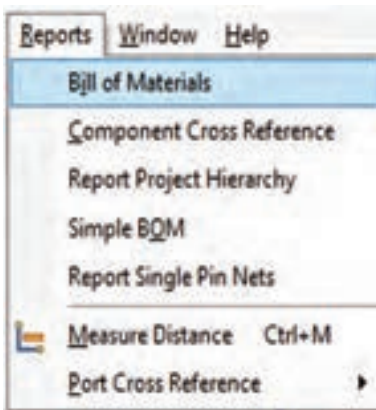 Reports Window Help
Bill of Materials
Component Cross Reference
Report Project Hierarchy
Simple BOM
Report Single Pin Nets
Measure Distance Ctrl+M
Port Cross Reference